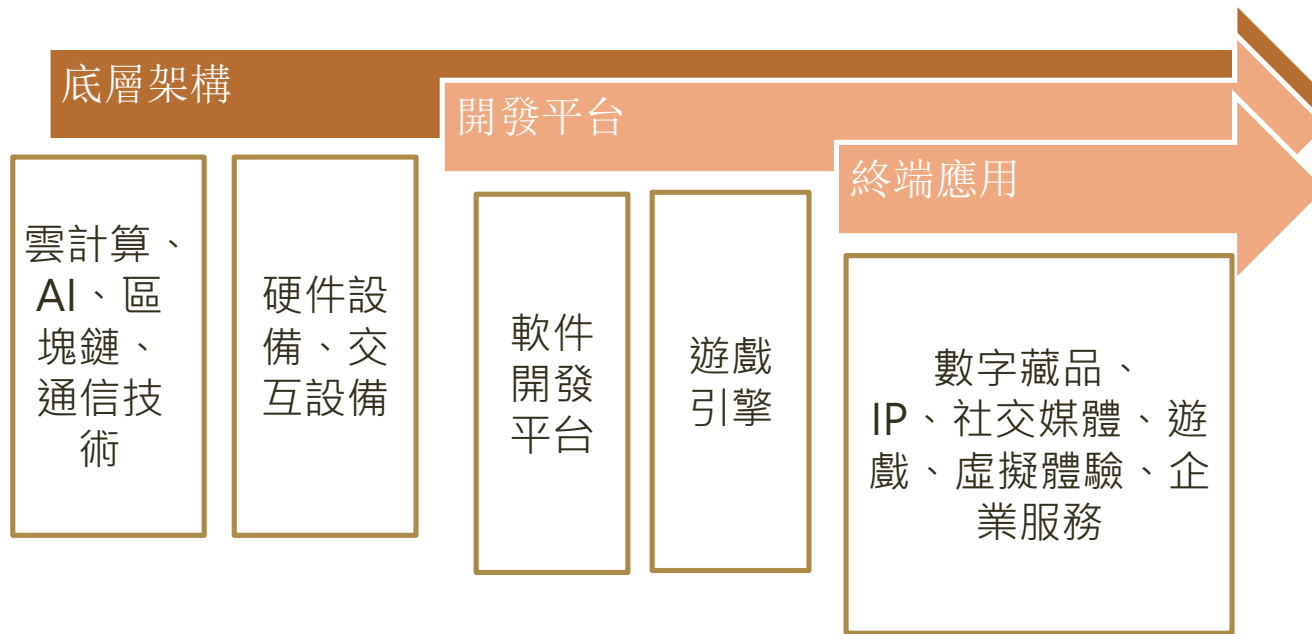 底層架構
開發平台
終端應用
雲計算、
AI、區
塊鏈、
通信技
術
硬件設
備、交
互設備
軟件
開發
平台
遊戲
引擎
數字藏品、
IP、社交媒體、遊
戲、虛擬體驗、企
業服務